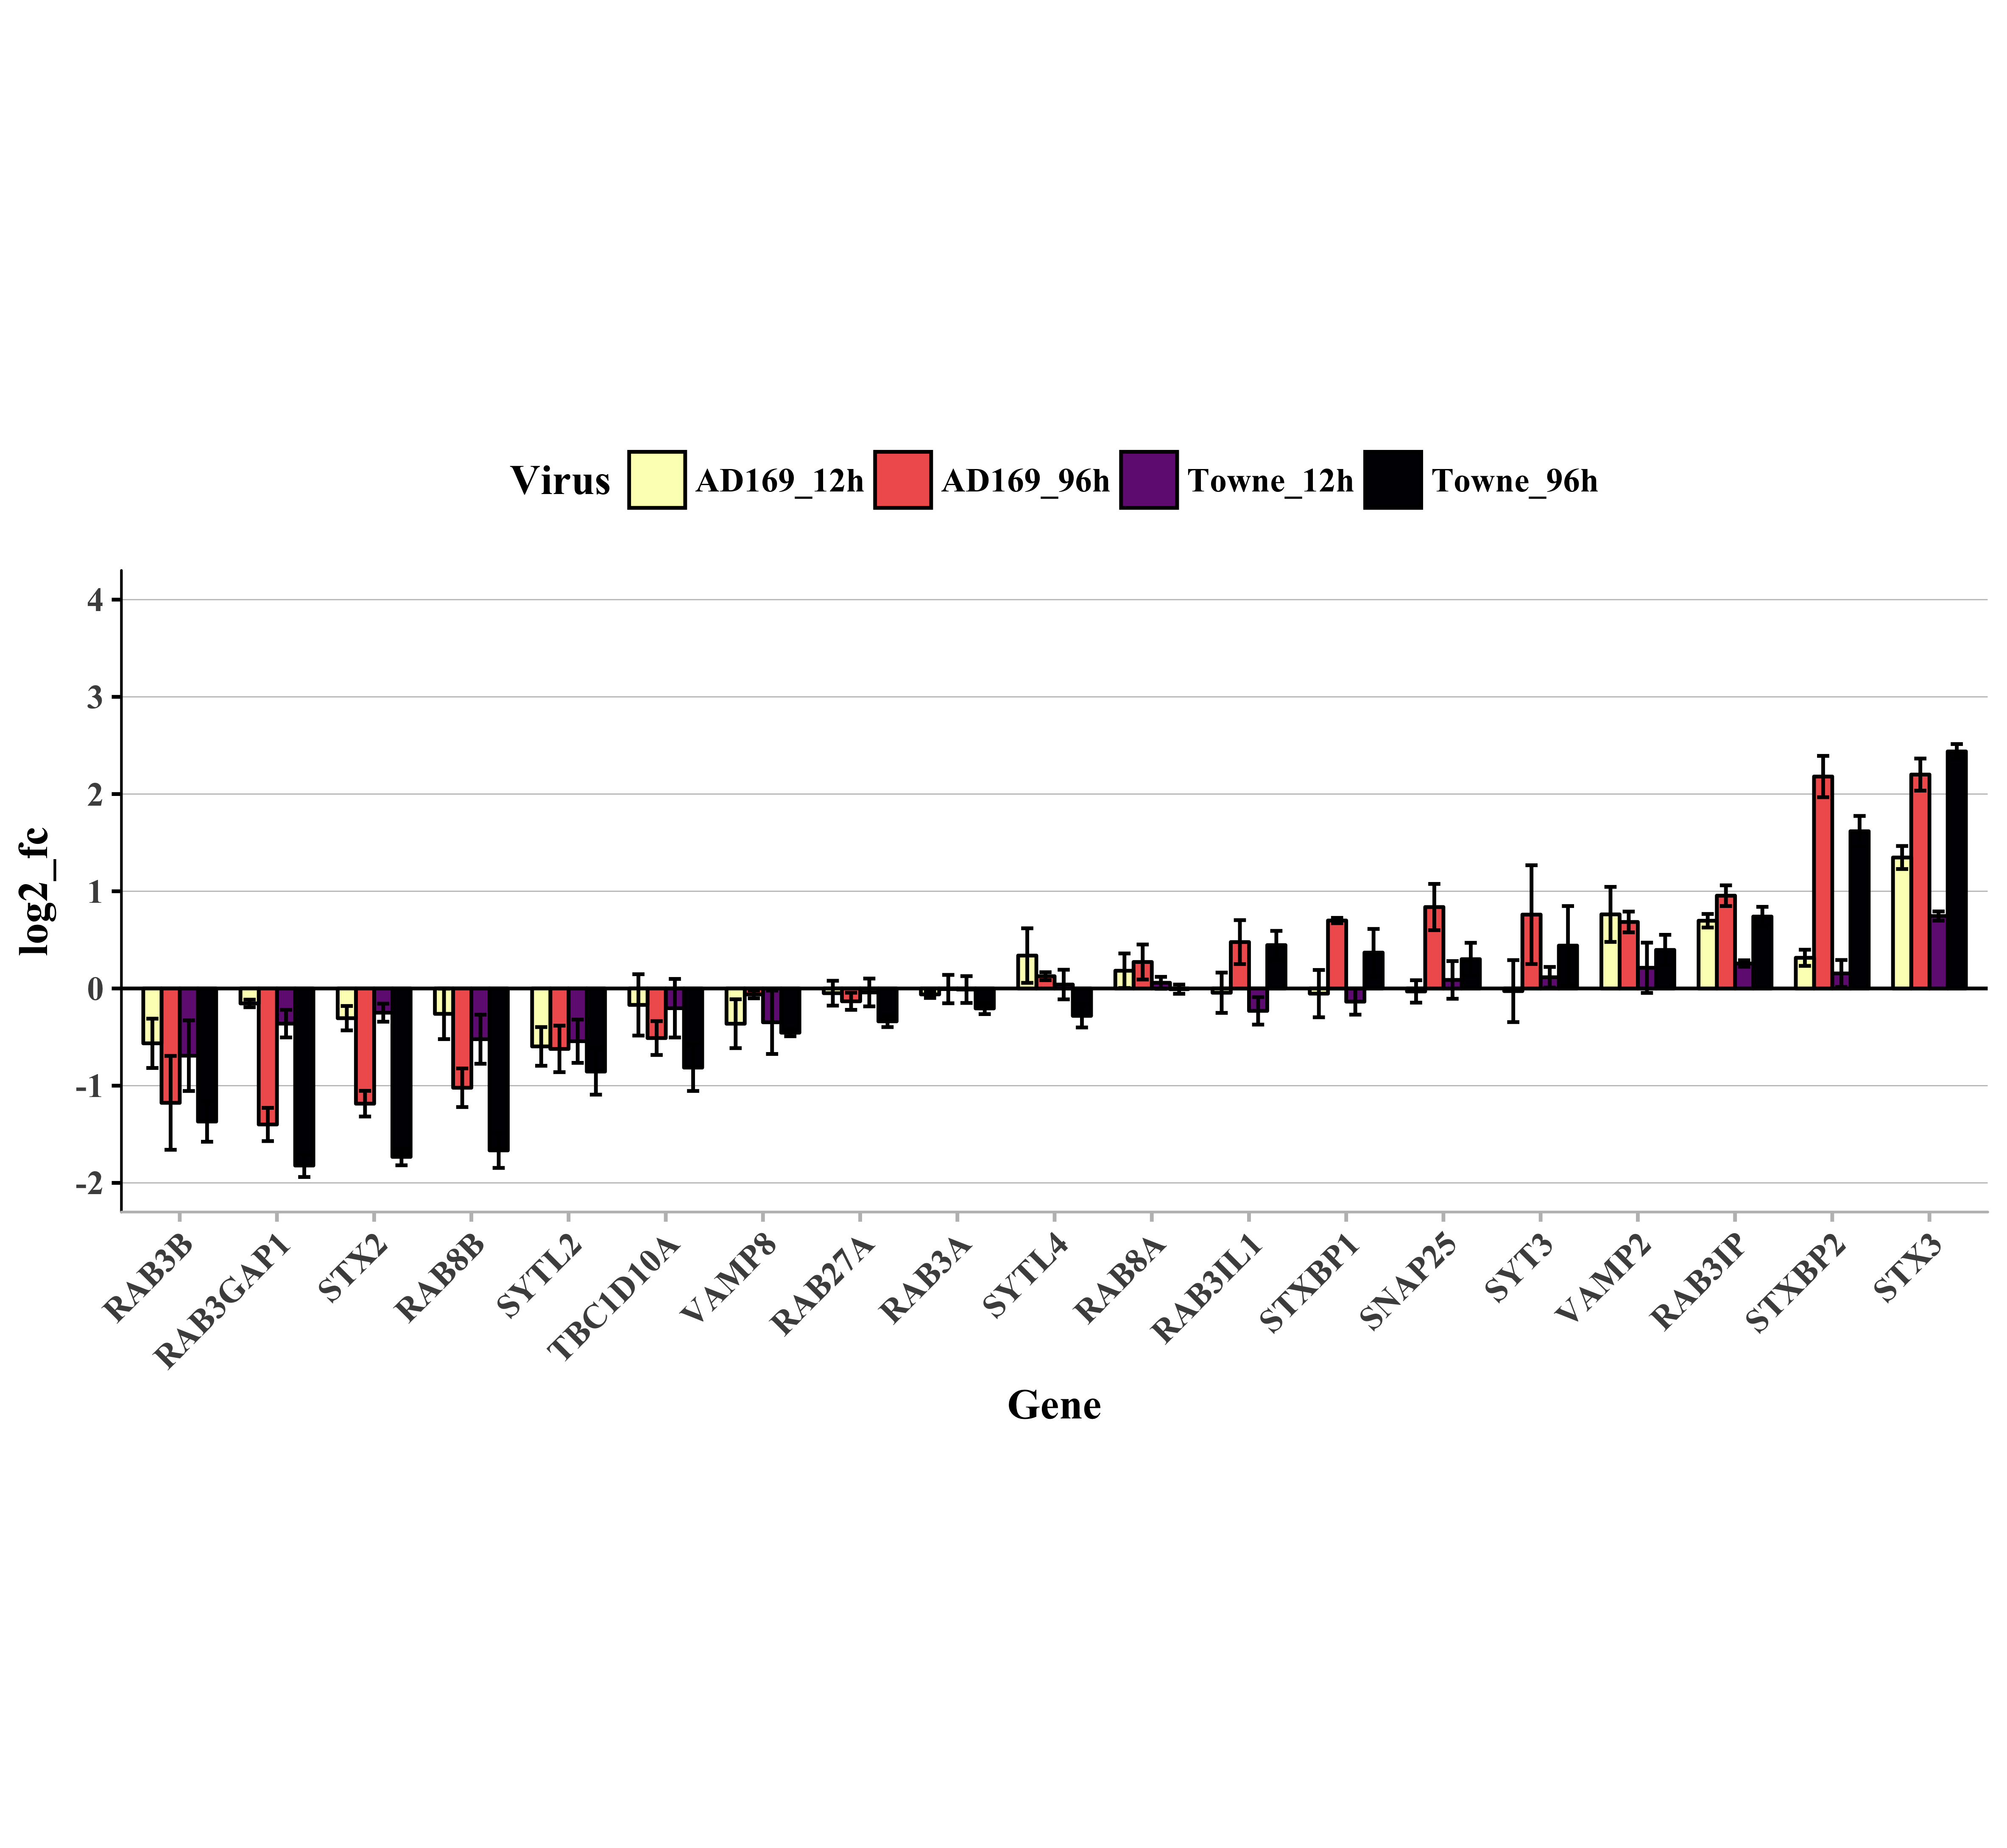 Virus AD169_12h AD169_96h Towne_12h Towne_96h
4
3
2
1
0
-1
-2
log2_fc
RAB3B RAB3GAP1 STX2 RAB8B SYTL2 TBC1D10A VAMP8 RAB27A RAB3A SYTL4 RAB8A RAB3IL1 STXBP1 SNAP25 SYT3 VAMP2 RAB3IP STXBP2 STX3
Gene